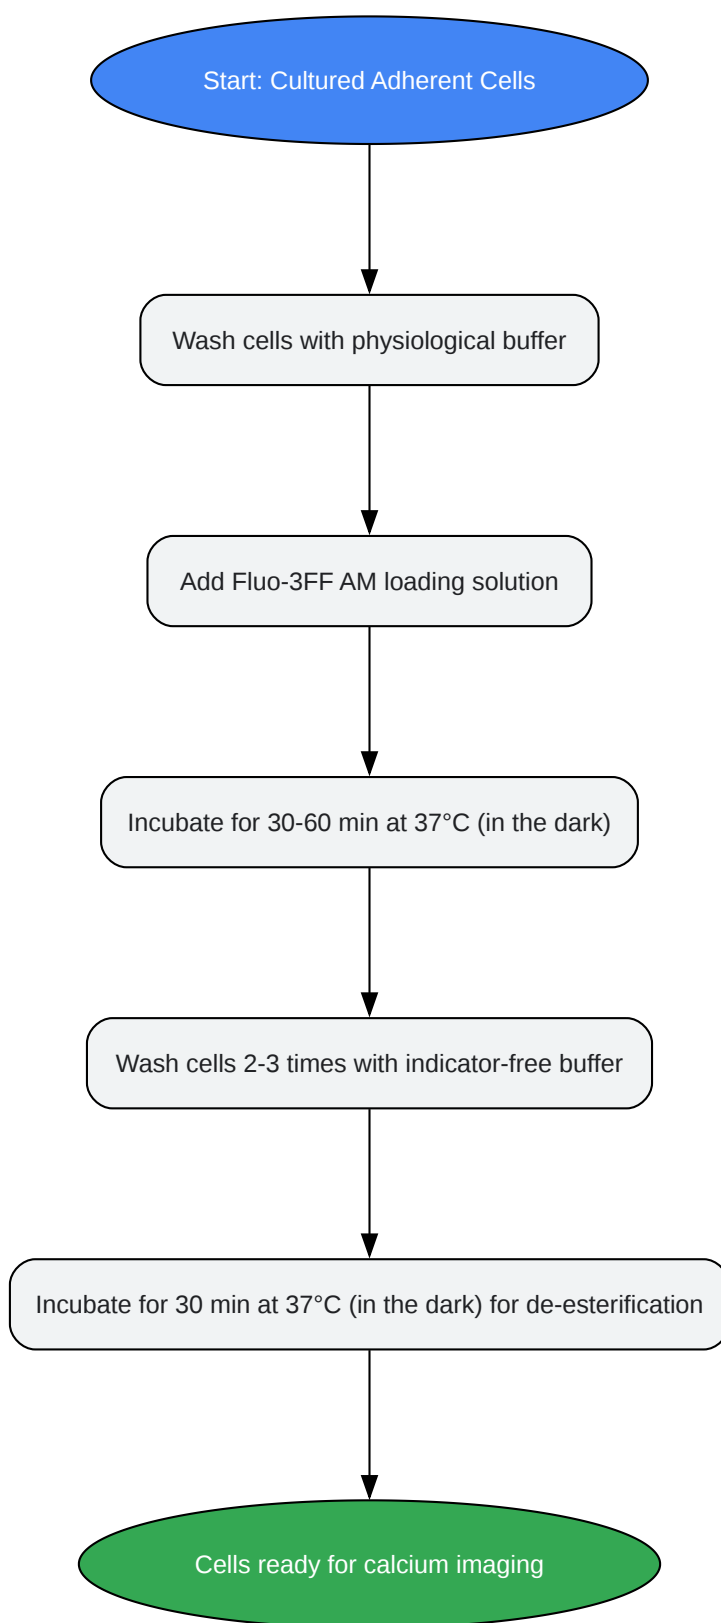 Start: Cultured Adherent Cells
Wash cells with physiological buffer
Add Fluo-3FF AM loading solution
Incubate for 30-60 min at 37°C (in the dark)
Wash cells 2-3 times with indicator-free buffer
Incubate for 30 min at 37°C (in the dark) for de-esterification
Cells ready for calcium imaging